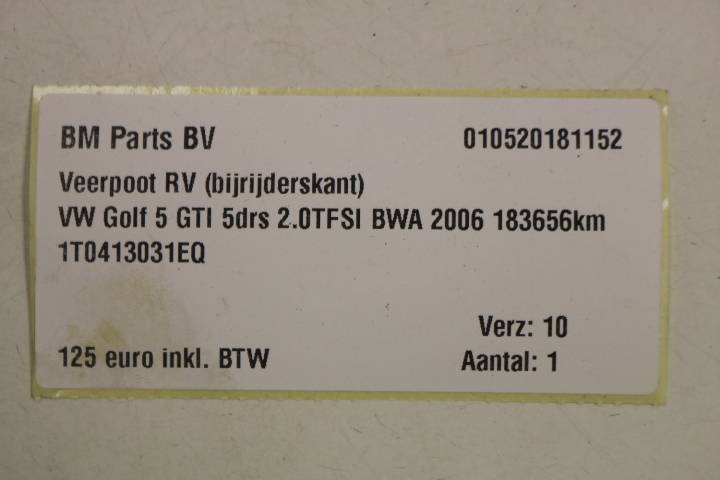 BM Parts BV 010520181152
Veerpoot RV (bijrijderskant)
VW Golf 5 GTI 5drs 2.0TFSI BWA 2006 183656km
1T0413031EQ
Verz: 10
125 euro inkl. BTW Aantal: 1